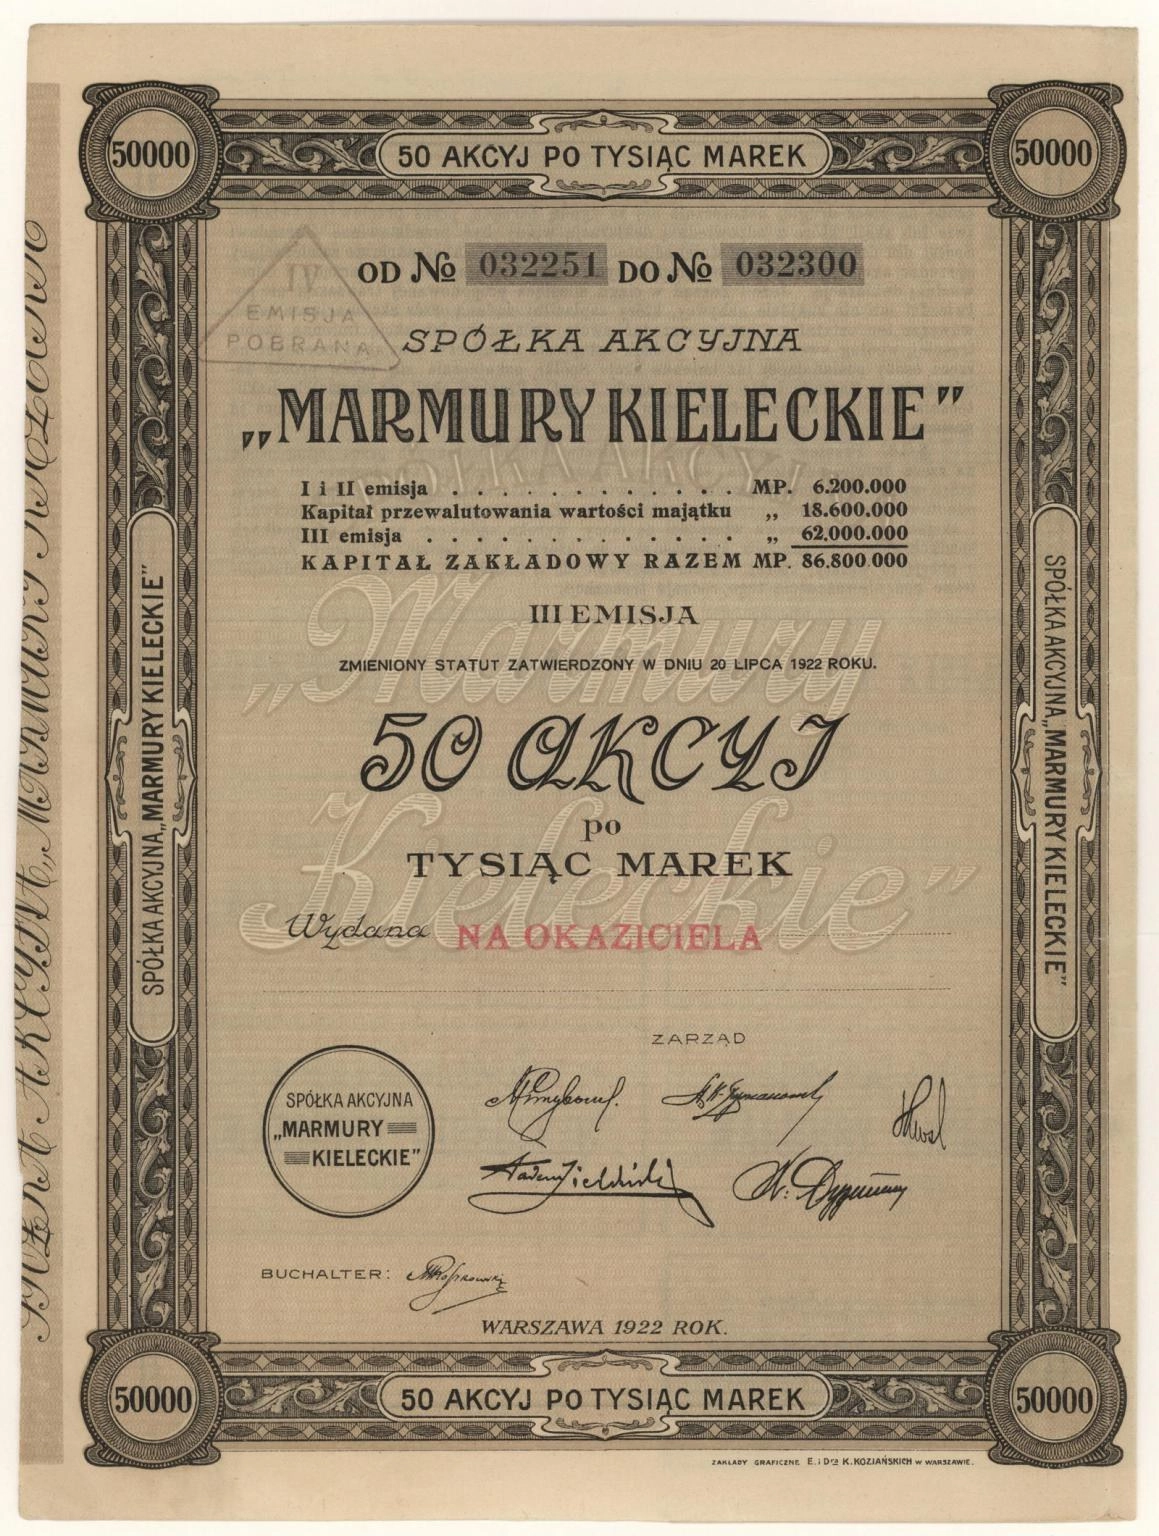 50000
50 AKCYJ PO TYSIĄC MAREK
50000
OD № 032251 DO № 032300
IV
EMISJA
POBRANA
SPÓŁKA AKCYJNA
„MARMURY KIELECKIE”
I i II emisja . . . . . . . . . . . . MP. 6.200.000
Kapitał przewalutowania wartości majątku „ 18.600.000
III emisja . . . . . . . . . . . . . „ 62.000.000
KAPITAŁ ZAKŁADOWY RAZEM MP. 86.800.000
III EMISJA
ZMIENIONY STATUT ZATWIERDZONY W DNIU 20 LIPCA 1922 ROKU.
„Marmury
Kieleckie”
50 AKCYJ
po
TYSIĄC MAREK
Wydana NA OKAZICIELA
ZARZĄD
SPÓŁKA AKCYJNA
„MARMURY
KIELECKIE”
BUCHALTER:
WARSZAWA 1922 ROK.
50000
50 AKCYJ PO TYSIĄC MAREK
50000
SPÓŁKA AKCYJNA „MARMURY KIELECKIE”
SPÓŁKA AKCYJNA „MARMURY KIELECKIE”
ZAKŁADY GRAFICZNE E. i Dra K. KOZIAŃSKICH w WARSZAWIE.